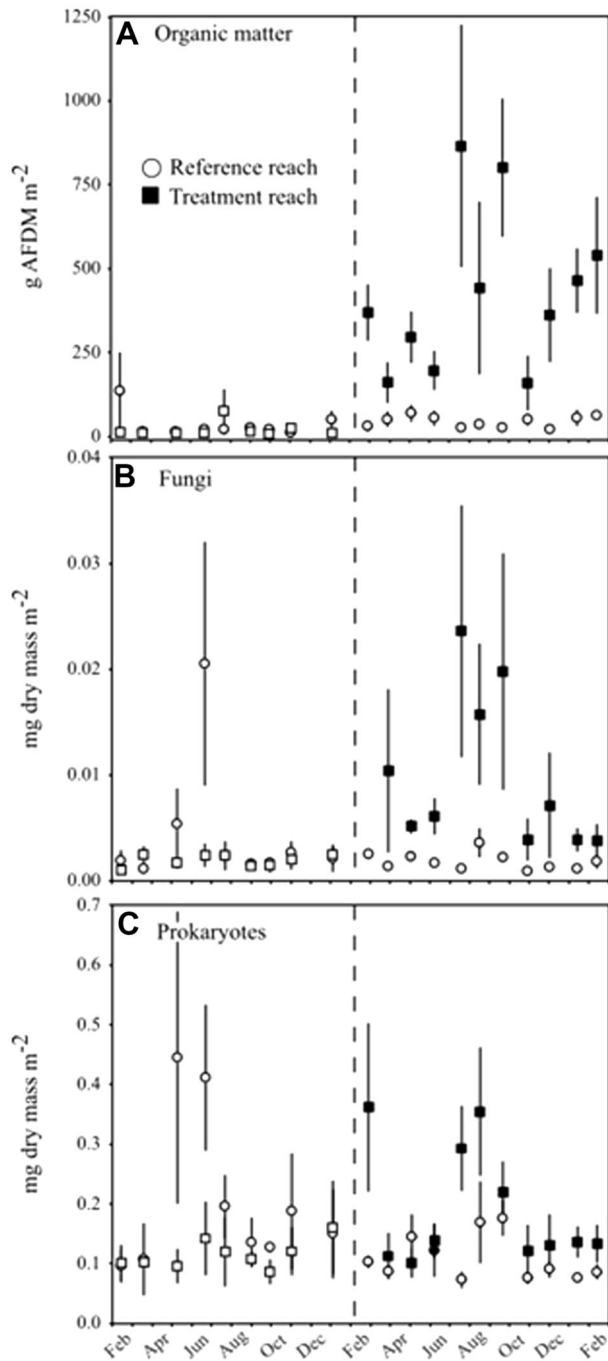 A Organic matter
1250
1000
750
500
250
0
g AFDM m-2
Reference reach
Treatment reach
B Fungi
0.04
0.03
0.02
0.01
0.00
mg dry mass m-2
C Prokaryotes
0.7
0.6
0.5
0.4
0.3
0.2
0.1
0.0
mg dry mass m-2
Feb Apr Jun Aug Oct Dec Feb Apr Jun Aug Oct Dec Feb